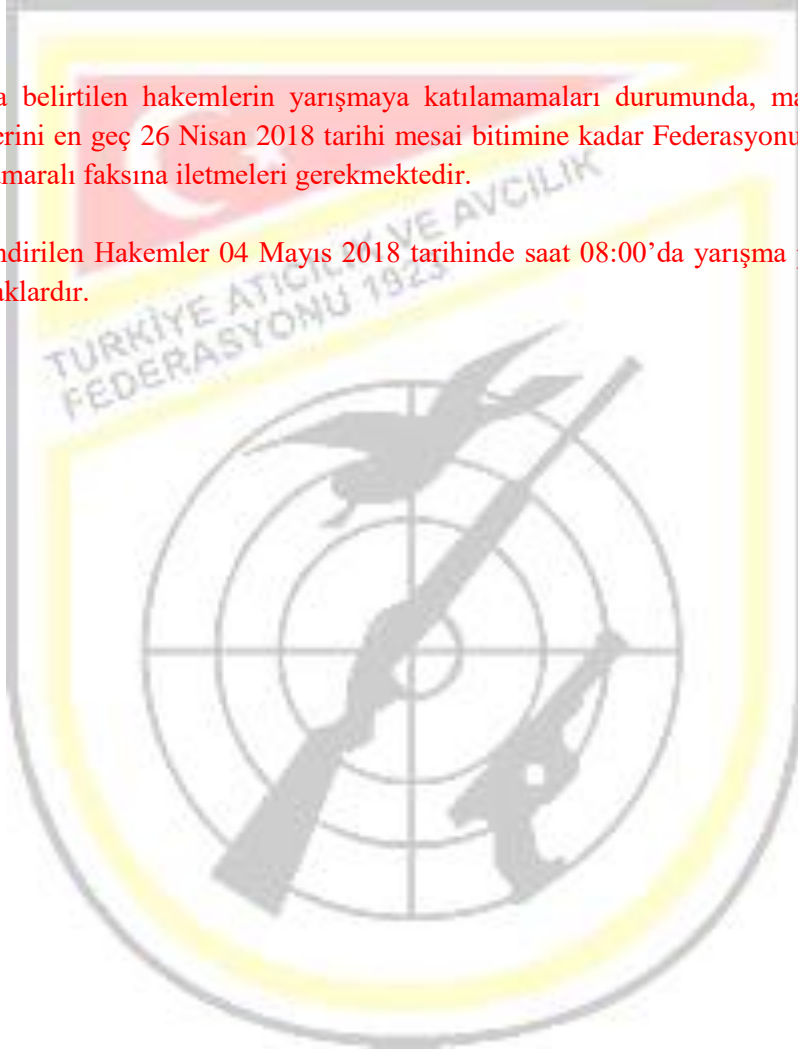 a belirtilen hakemlerin yarışmaya katılamamaları durumunda, ma
erini en geç 26 Nisan 2018 tarihi mesai bitimine kadar Federasyonu
amaralı faksına iletmeleri gerekmektedir.
ndirilen Hakemler 04 Mayıs 2018 tarihinde saat 08:00’da yarışma
aklardır.
TÜRKİYE ATICILIK VE AVCILIK
FEDERASYONU 1923